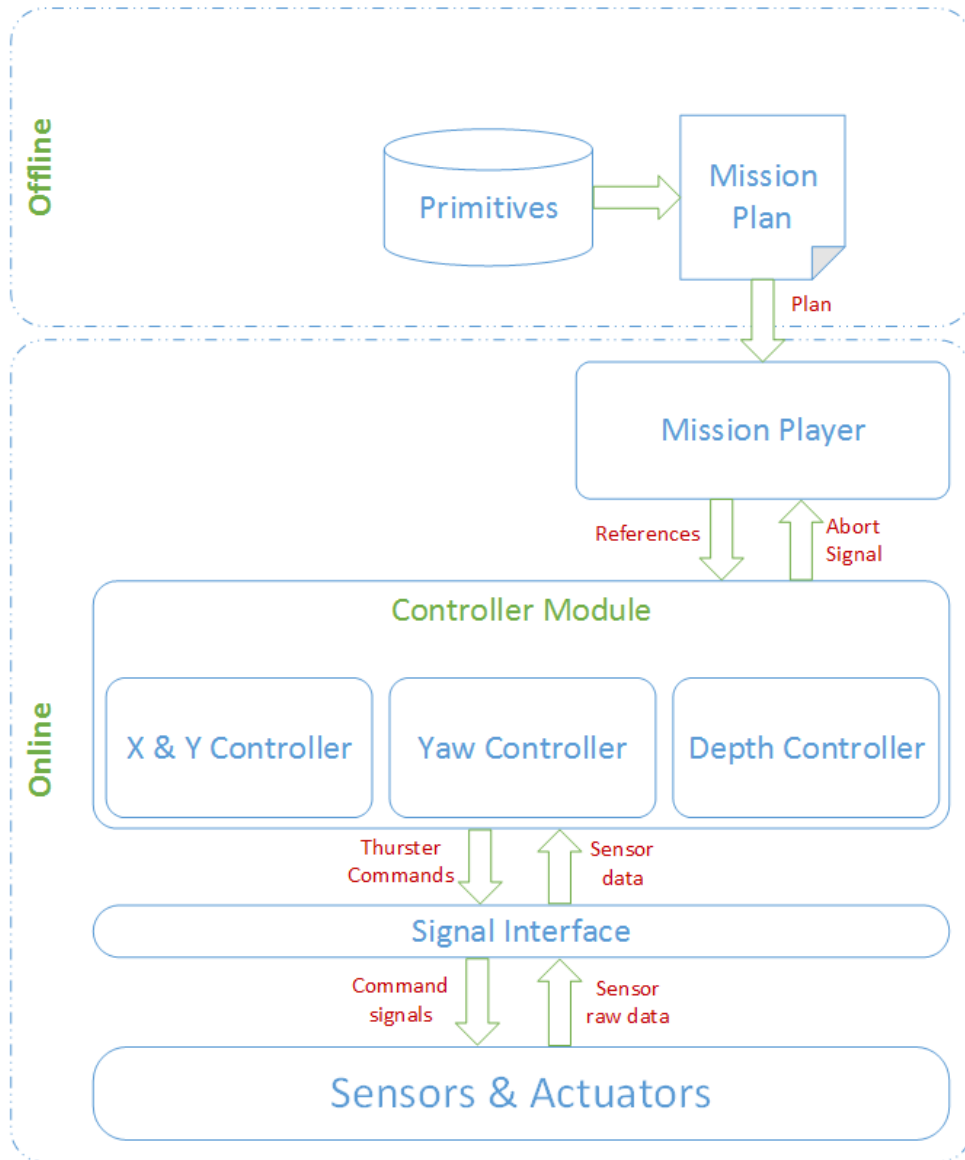 Offline
Primitives
Mission
Plan
Plan
Online
Mission Player
References
Abort
Signal
Controller Module
X & Y Controller
Yaw Controller
Depth Controller
Thurster
Commands
Sensor
data
Signal Interface
Command
signals
Sensor
raw data
Sensors & Actuators